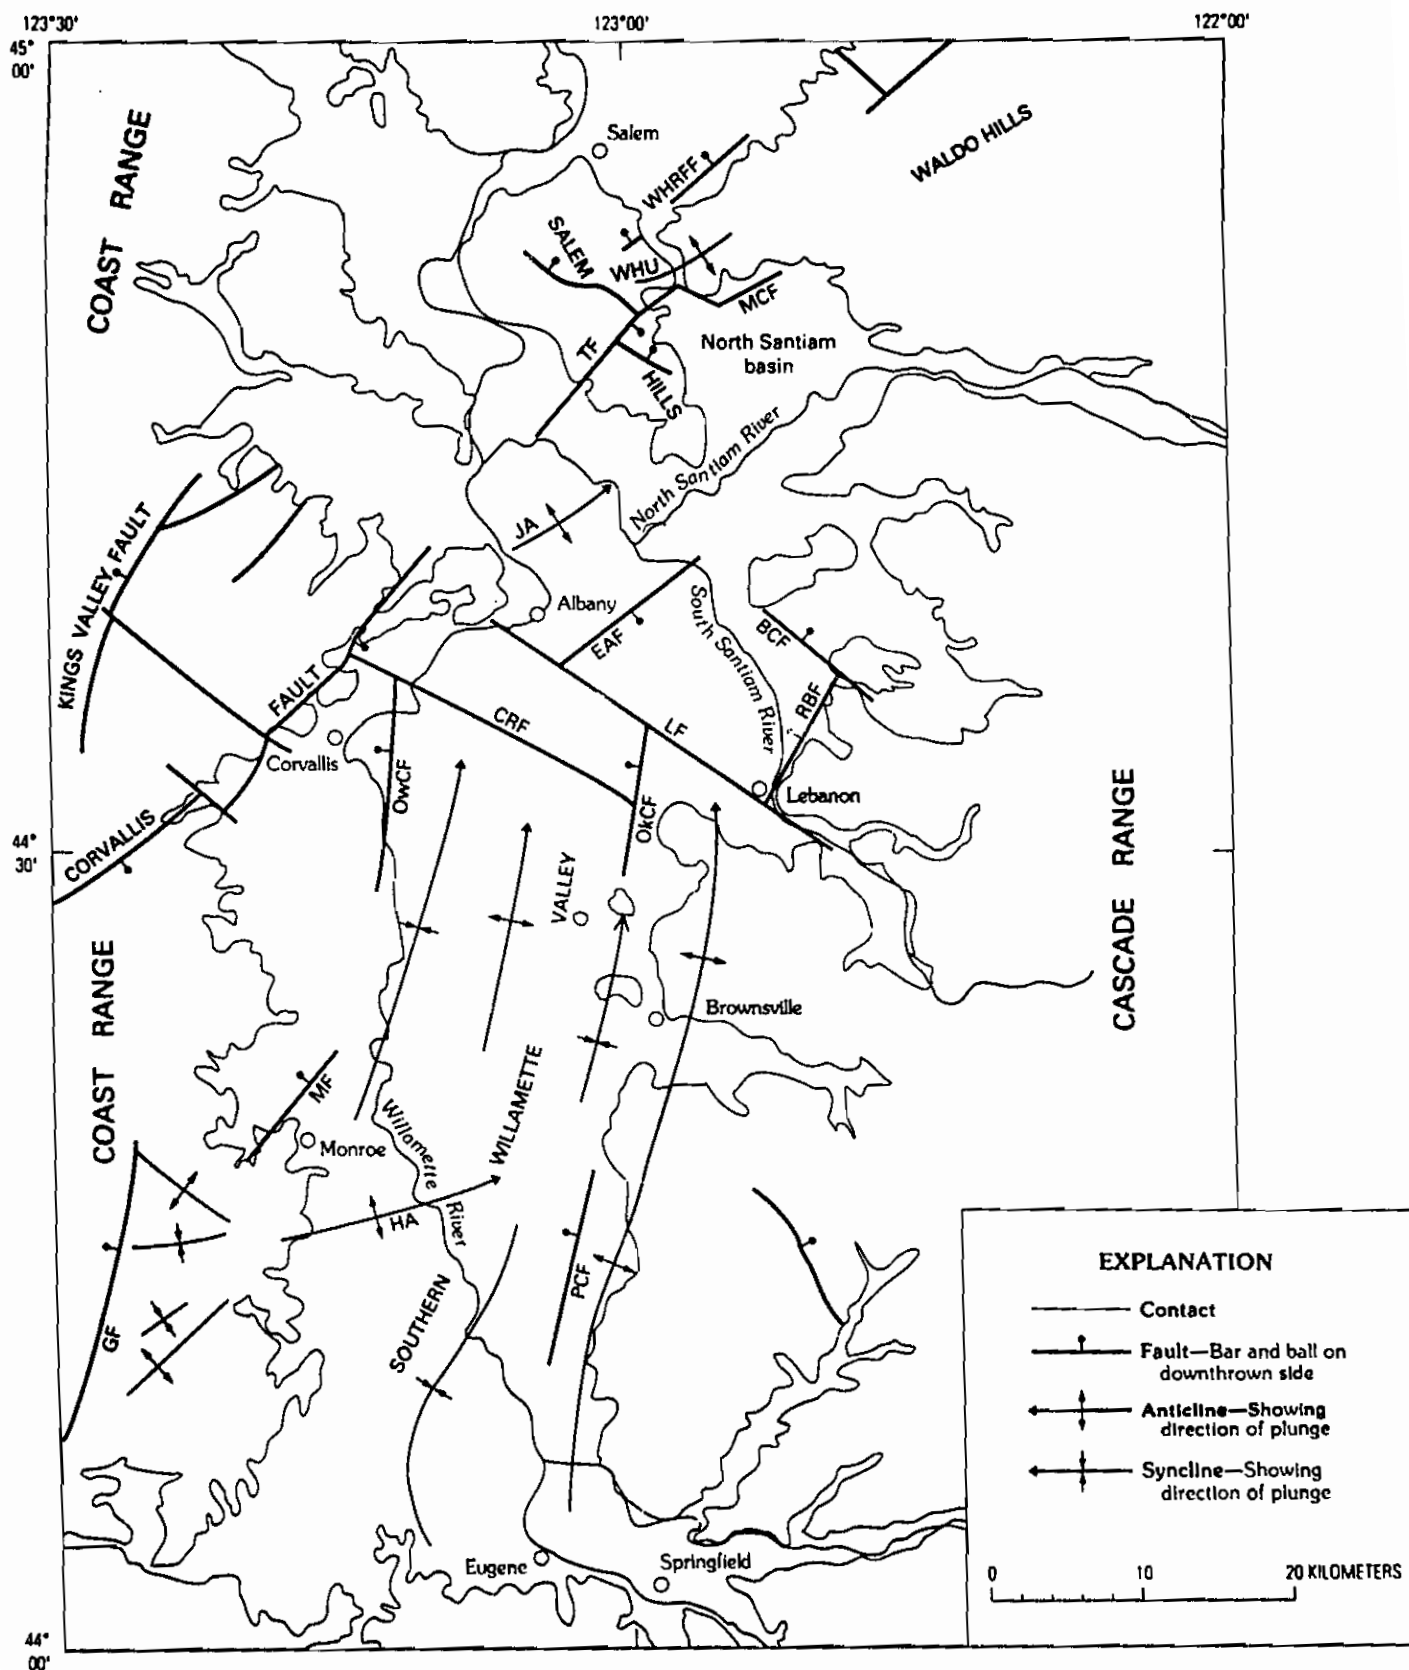 123°30'
123°00'
122°00'
45°
00'
COAST RANGE
Salem
WALDO HILLS
WHRFF
SALEM
WHU
MCF
TF
North Santiam
basin
HILLS
North Santiam River
JA
KINGS VALLEY FAULT
Albany
EAF
South Santiam River
BCF
RBF
FAULT
CRF
LF
Corvallis
OwCF
OkCF
Lebanon
CORVALLIS
44°
30'
VALLEY
CASCADE RANGE
COAST RANGE
Brownsville
MF
WILLAMETTE
Monroe
Willamette
River
HA
PCF
SOUTHERN
GF
Eugene
Springfield
EXPLANATION
Contact
Fault—Bar and ball on
downthrown side
Anticline—Showing
direction of plunge
Syncline—Showing
direction of plunge
0 10 20 KILOMETERS
44°
00'